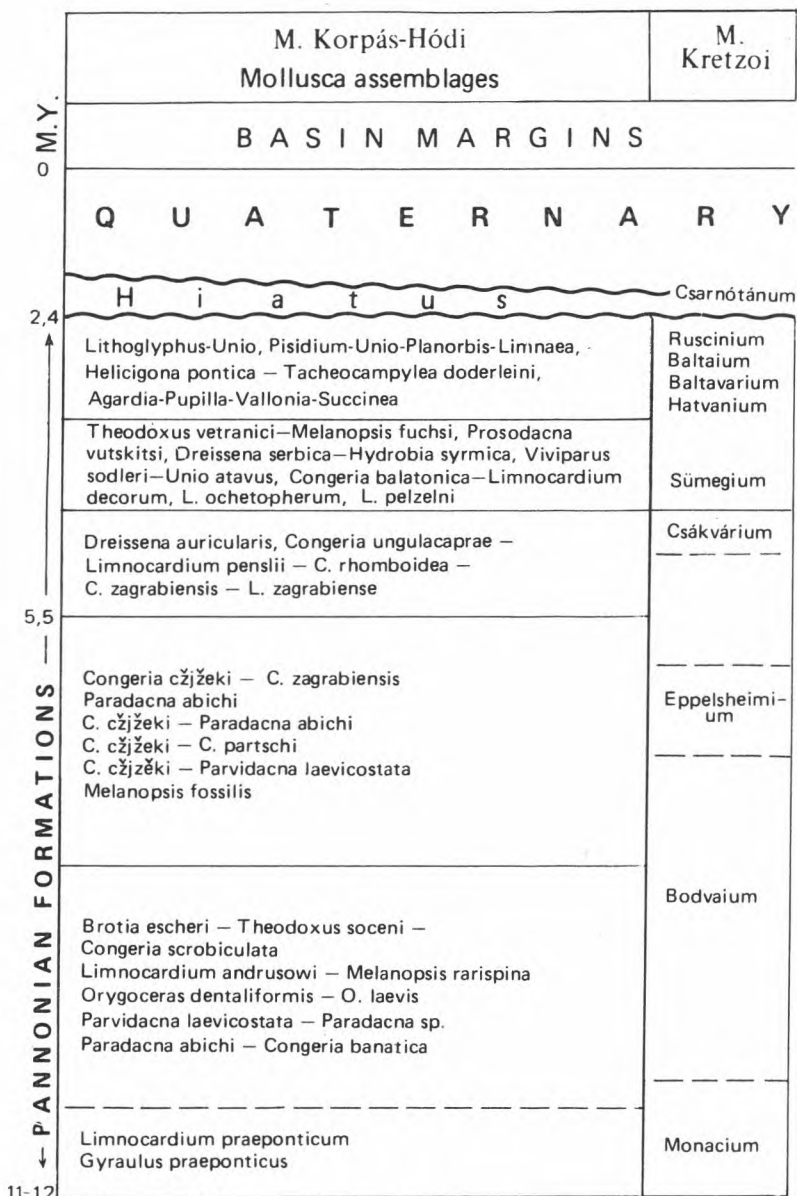 M. Korpás-Hódi
Mollusca assemblages
M.
Kretzoi
M.Y.
BASIN MARGINS
0
QUATERNARY
Hiatus
Csarnótánum
2,4
Lithoglyphus-Unio, Pisidium-Unio-Planorbis-Limnaea,
Helicigona pontica — Tacheocampylea doderleini,
Agardia-Pupilla-Vallonia-Succinea
Ruscinium
Baltaium
Baltavarium
Hatvanium
Theodoxus vetranici—Melanopsis fuchsi, Prosodacna
vutskitsi, Dreissena serbica—Hydrobia syrmica, Viviparus
sodleri—Unio atavus, Congeria balatonica—Limnocardium
decorum, L. ochetopherum, L. pelzelni
Sümegium
Dreissena auricularis, Congeria ungulacaprae —
Limnocardium penslii — C. rhomboidea —
C. zagrabiensis — L. zagrabiense
Csákvárium
5,5
Congeria cžjžeki — C. zagrabiensis
Paradacna abichi
C. cžjžeki — Paradacna abichi
C. cžjžeki — C. partschi
C. cžjzěki — Parvidacna laevicostata
Melanopsis fossilis
Eppelsheimi-
um
Brotia escheri — Theodoxus soceni —
Congeria scrobiculata
Limnocardium andrusowi — Melanopsis rarispina
Orygoceras dentaliformis — O. laevis
Parvidacna laevicostata — Paradacna sp.
Paradacna abichi — Congeria banatica
Bodvaium
Limnocardium praeponticum
Gyraulus praeponticus
Monacium
11-12
← PANNONIAN FORMATIONS →